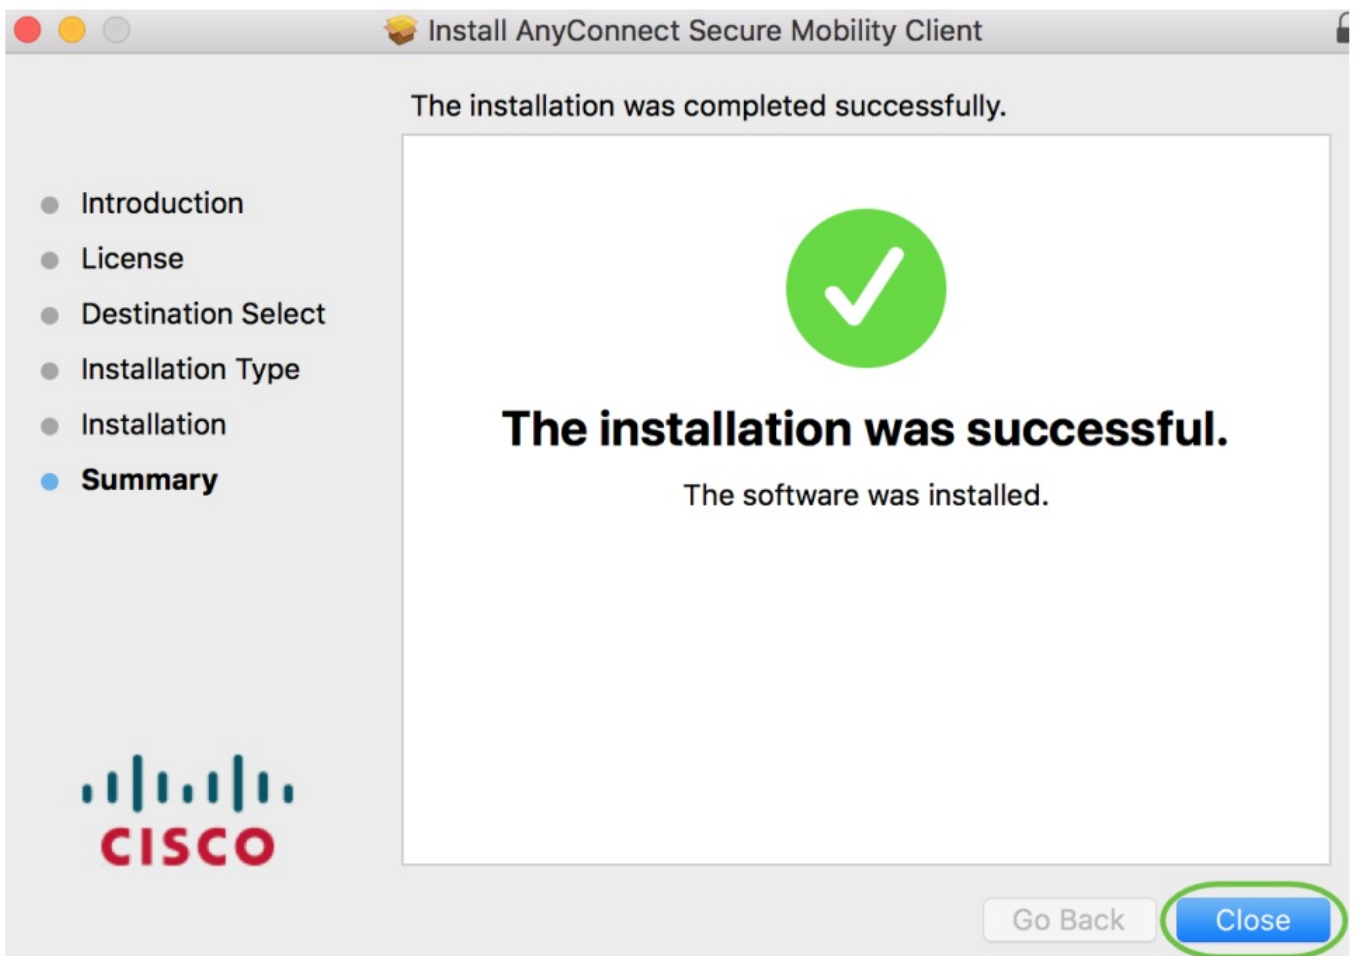 Install AnyConnect Secure Mobility Client
The installation was completed successfully.
Introduction
License
Destination Select
Installation Type
Installation
Summary
The installation was successful.
The software was installed.
CISCO
Go Back
Close